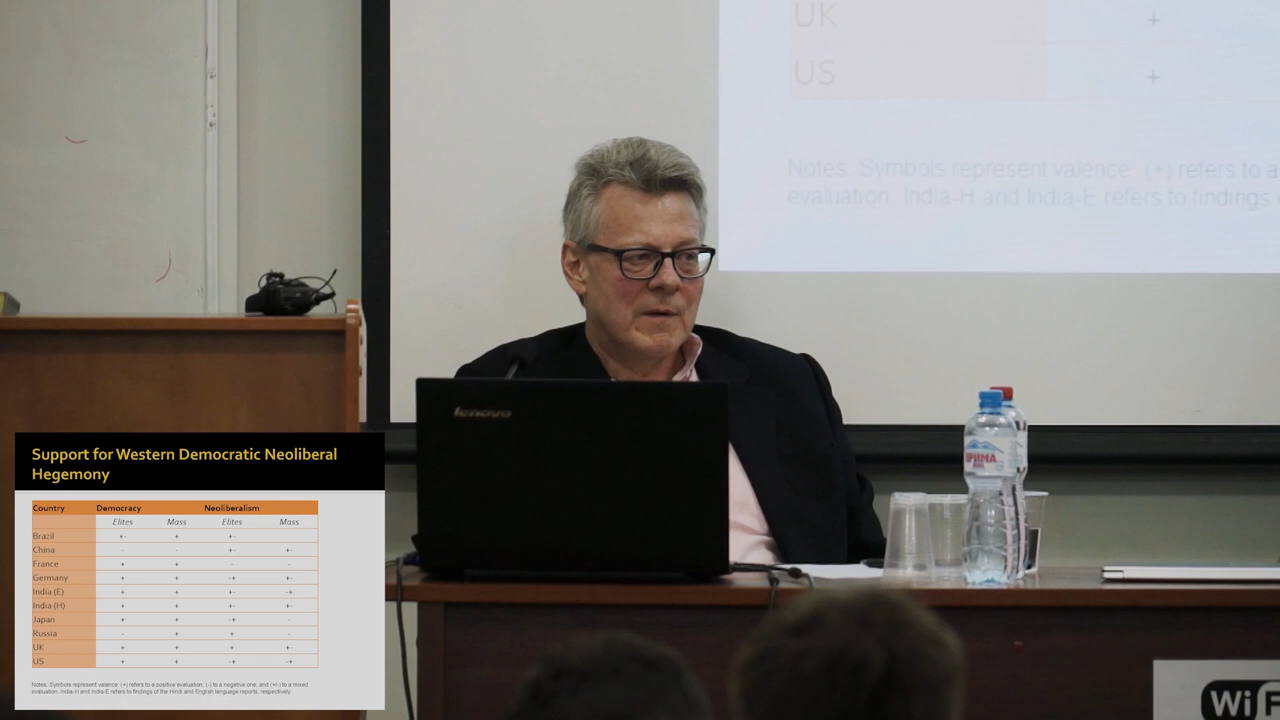 UK +
US +
Notes. Symbols represent valence: (+) refers to a
evaluation. India-H and India-E refers to findings
lenovo
ПРИМА
Support for Western Democratic Neoliberal
Hegemony
Country Democracy Neoliberalism
Elites Mass Elites Mass
Brazil +- + +-
China - - +- +-
France + + - -
Germany + + -+ +-
India (E) + + +- -+
India (H) + + +- +-
Japan + + -+ -
Russia - + + -
UK + + + +-
US + + -+ -+
Notes. Symbols represent valence: (+) refers to a positive evaluation, (-) to a negative one, and (+/-) to a mixed
evaluation. India-H and India-E refers to findings of the Hindi and English language reports, respectively.
Wi F